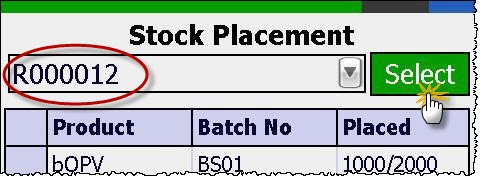 Stock Placement
R000012 Select
Product Batch No Placed
bOPV BS01 1000/2000